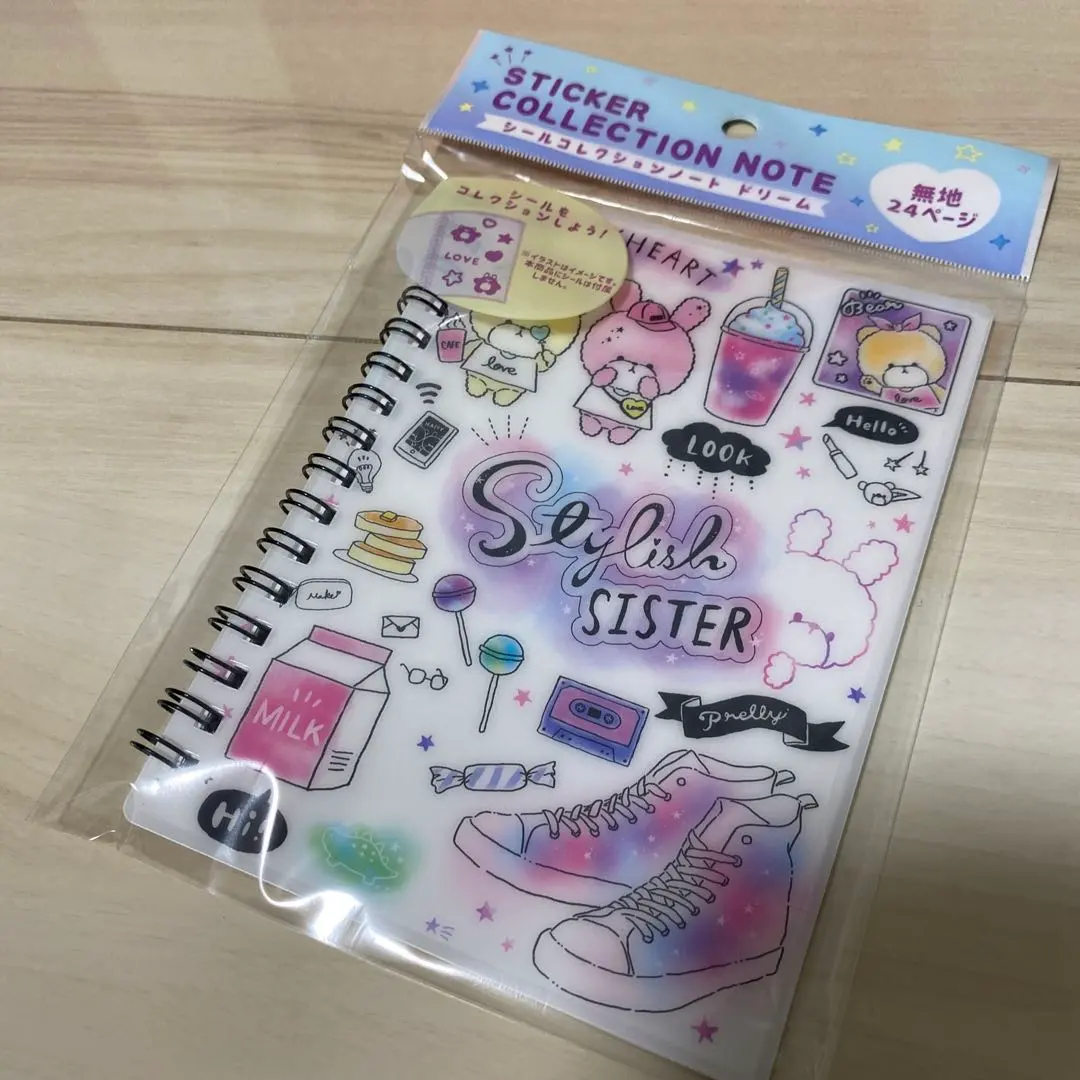 STICKER
COLLECTION NOTE
シールコレクションノート ドリーム
無地
24ページ
シールを
コレクションしよう!
LOVE
※イラストはイメージです。
本商品にシールは付属
しません。
HEART
CAFE
love
LOVE
Bear
love
Hello
HAPPY
LOOK
Stylish
SISTER
Make
MILK
Pretty
Hi!